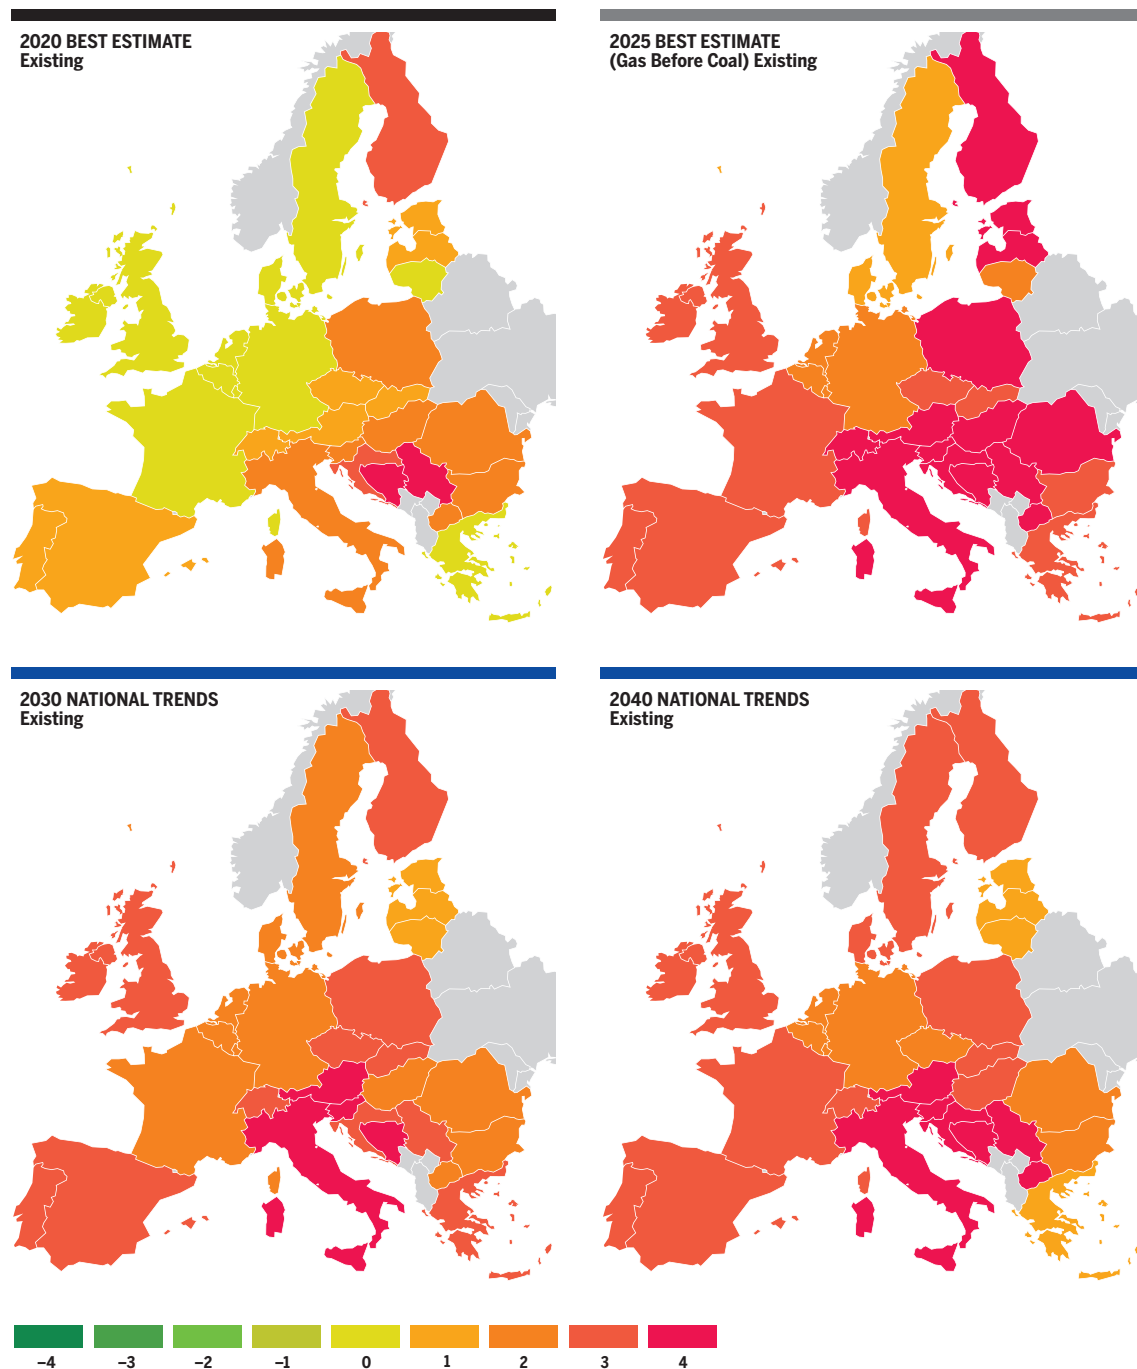 2020 BEST ESTIMATE
Existing
2025 BEST ESTIMATE
(Gas Before Coal) Existing
2030 NATIONAL TRENDS
Existing
2040 NATIONAL TRENDS
Existing
–4 –3 –2 –1 0 1 2 3 4